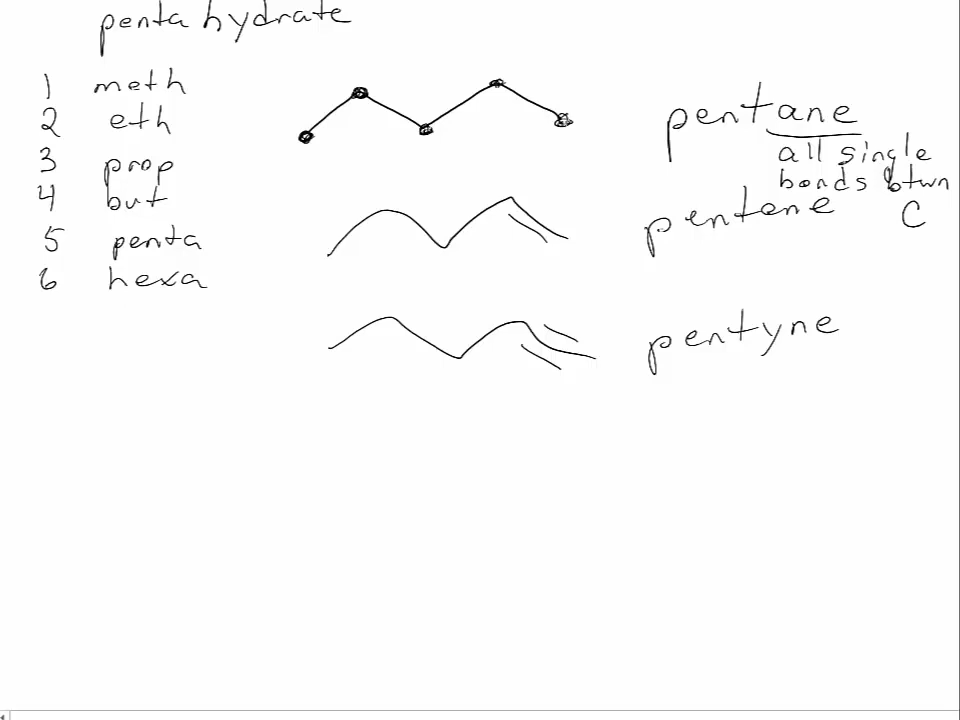 penta hydrate
1 meth
2 eth
3 prop
4 but
5 penta
6 hexa
pentane
all single
bonds btwn
C
pentene
pentyne